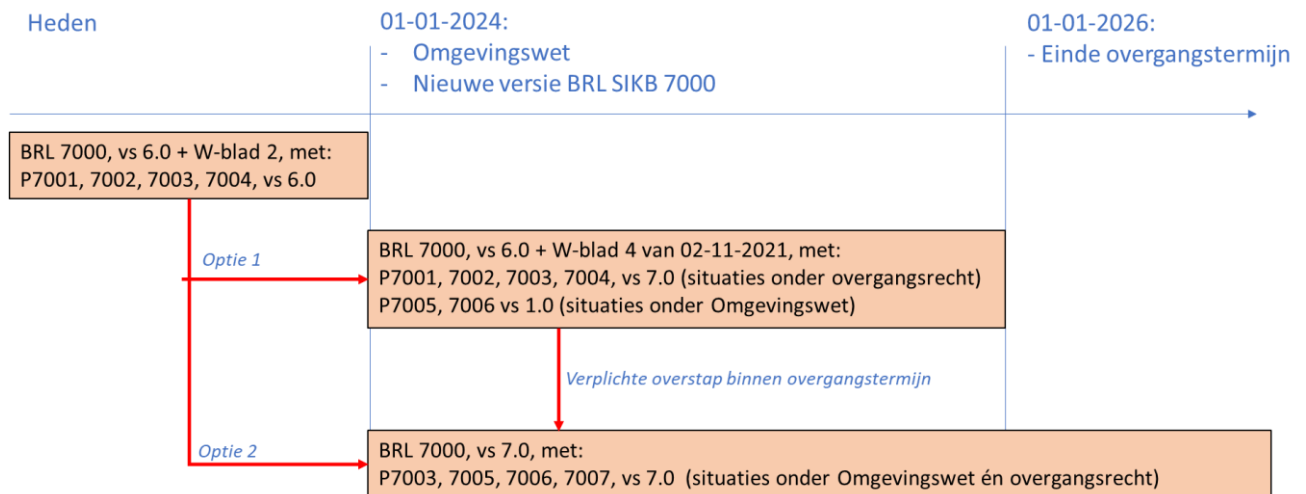 Heden
01-01-2024:
- Omgevingswet
- Nieuwe versie BRL SIKB 7000
01-01-2026:
- Einde overgangstermijn
BRL 7000, vs 6.0 + W-blad 2, met:
P7001, 7002, 7003, 7004, vs 6.0
Optie 1
BRL 7000, vs 6.0 + W-blad 4 van 02-11-2021, met:
P7001, 7002, 7003, 7004, vs 7.0 (situaties onder overgangsrecht)
P7005, 7006 vs 1.0 (situaties onder Omgevingswet)
Verplichte overstap binnen overgangstermijn
Optie 2
BRL 7000, vs 7.0, met:
P7003, 7005, 7006, 7007, vs 7.0 (situaties onder Omgevingswet én overgangsrecht)